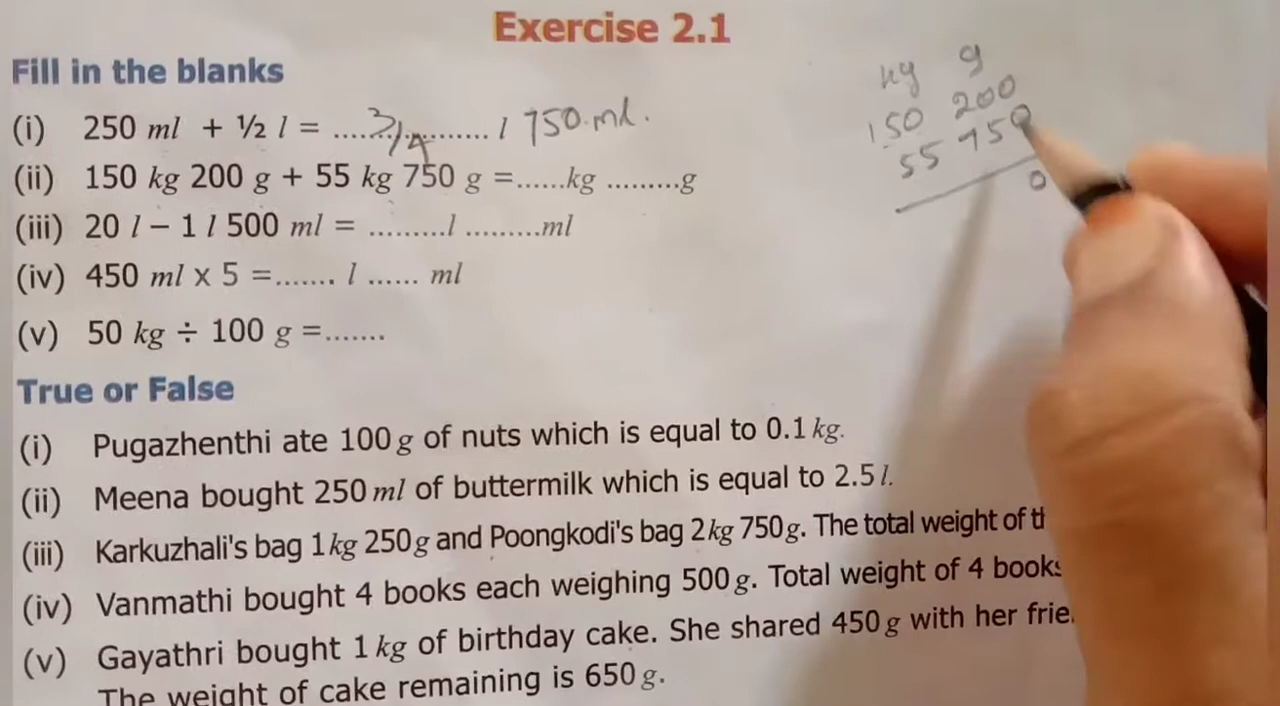 Exercise 2.1
Fill in the blanks
(i) 250 ml + ½ l = ....3/4.... l 750 ml.
(ii) 150 kg 200 g + 55 kg 750 g =......kg .........g
(iii) 20 l – 1 l 500 ml = .........l .........ml
(iv) 450 ml x 5 =....... l ...... ml
(v) 50 kg ÷ 100 g =.......
kg g
150 200
55 750
0
True or False
(i) Pugazhenthi ate 100 g of nuts which is equal to 0.1 kg.
(ii) Meena bought 250 ml of buttermilk which is equal to 2.5 l.
(iii) Karkuzhali's bag 1 kg 250 g and Poongkodi's bag 2 kg 750 g. The total weight of
(iv) Vanmathi bought 4 books each weighing 500 g. Total weight of 4 books
(v) Gayathri bought 1 kg of birthday cake. She shared 450 g with her
The weight of cake remaining is 650 g.